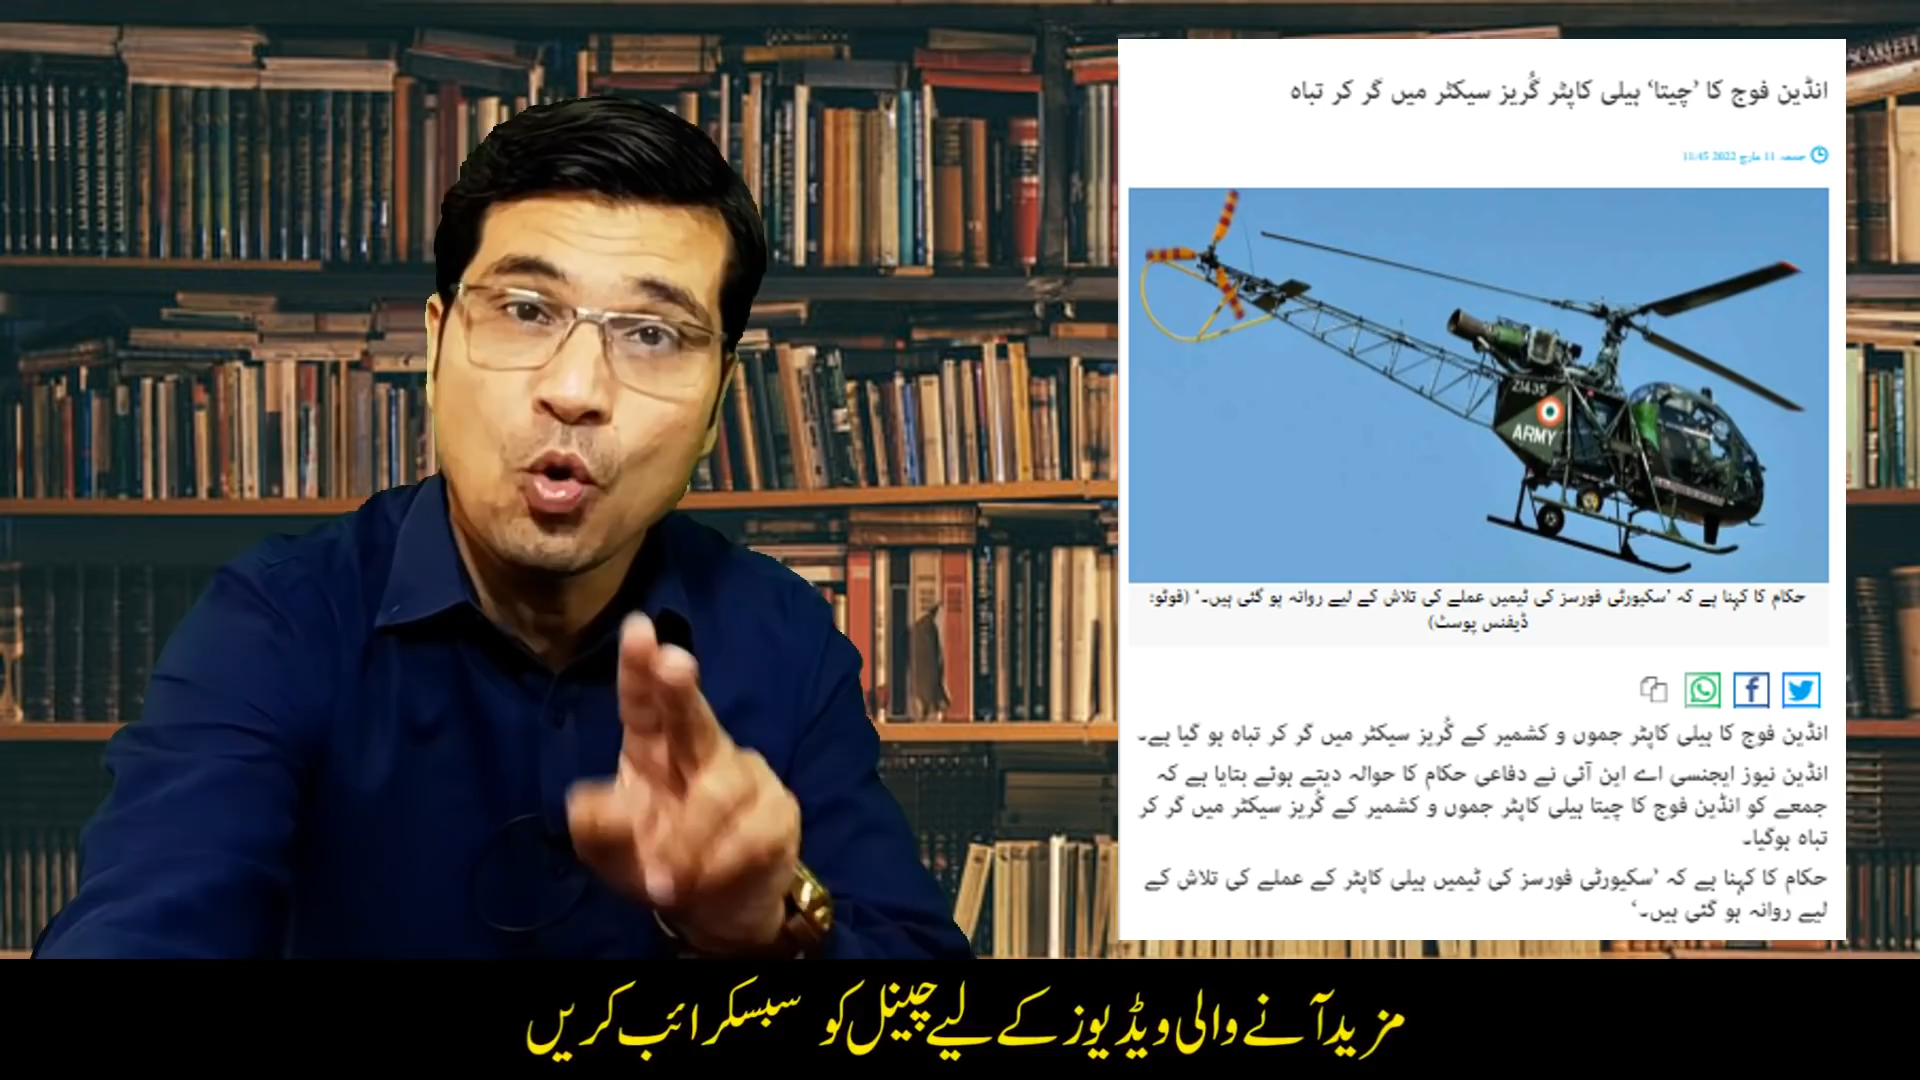 انڈین فوج کا ’چیتا‘ ہیلی کاپٹر گُریز سیکٹر میں گر کر تباہ
جمعہ 11 مارچ 2022 11:45
Z1435
ARMY
حکام کا کہنا ہے کہ ’سکیورٹی فورسز کی ٹیمیں عملے کی تلاش کے لیے روانہ ہو گئی ہیں۔‘ (فوٹو:
ڈیفنس پوسٹ)
انڈین فوج کا ہیلی کاپٹر جموں و کشمیر کے گُریز سیکٹر میں گر کر تباہ ہو گیا ہے۔
انڈین نیوز ایجنسی اے این آئی نے دفاعی حکام کا حوالہ دیتے ہوئے بتایا ہے کہ
جمعے کو انڈین فوج کا چیتا ہیلی کاپٹر جموں و کشمیر کے گُریز سیکٹر میں گر کر
تباہ ہوگیا۔
حکام کا کہنا ہے کہ ’سکیورٹی فورسز کی ٹیمیں ہیلی کاپٹر کے عملے کی تلاش کے
لیے روانہ ہو گئی ہیں۔‘
SCARLETT
مزید آنے والی ویڈیوز کے لیے چینل کو سبسکرائب کریں